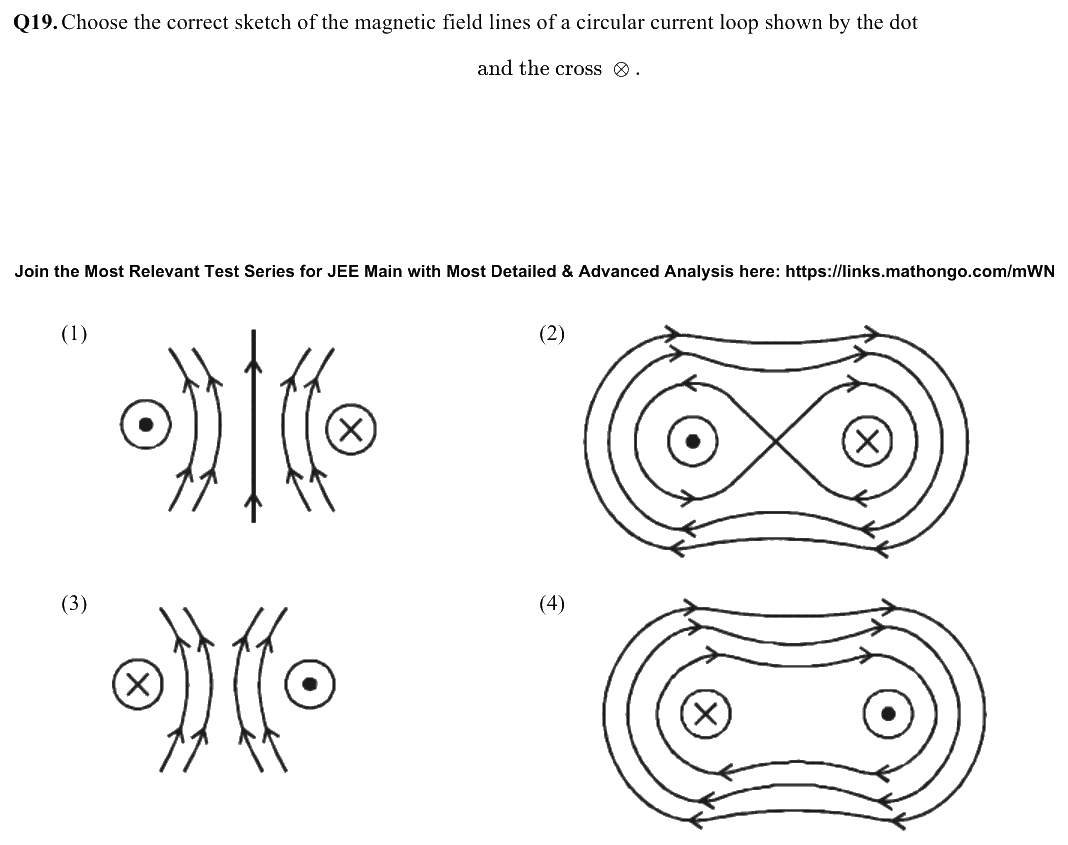 Q19. Choose the correct sketch of the magnetic field lines of a circular current loop shown by the dot
and the cross ⊗ .
Join the Most Relevant Test Series for JEE Main with Most Detailed & Advanced Analysis here: https://links.mathongo.com/mWN
(1)
(2)
(3)
(4)